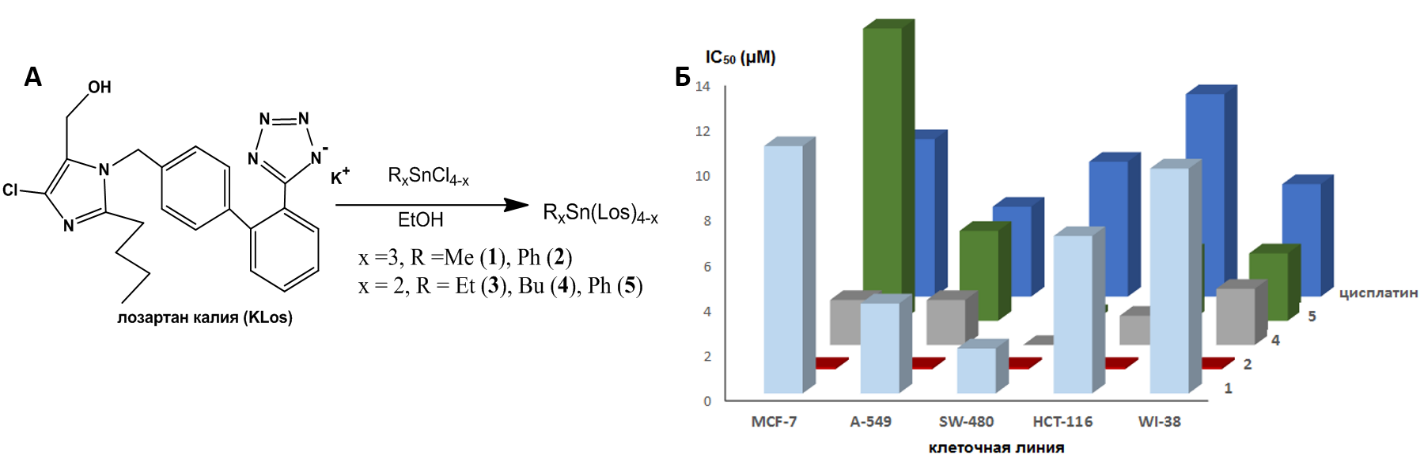 А
OH
N
N
N
N
-
K⁺
Cl
N
N
RₓSnCl₄₋ₓ
EtOH
RₓSn(Los)₄₋ₓ
x =3, R =Me (1), Ph (2)
x = 2, R = Et (3), Bu (4), Ph (5)
лозартан калия (KLos)
Б
IC₅₀ (µM)
14
12
10
8
6
4
2
0
MCF-7
A-549
SW-480
HCT-116
WI-38
клеточная линия
1
2
4
5
цисплатин